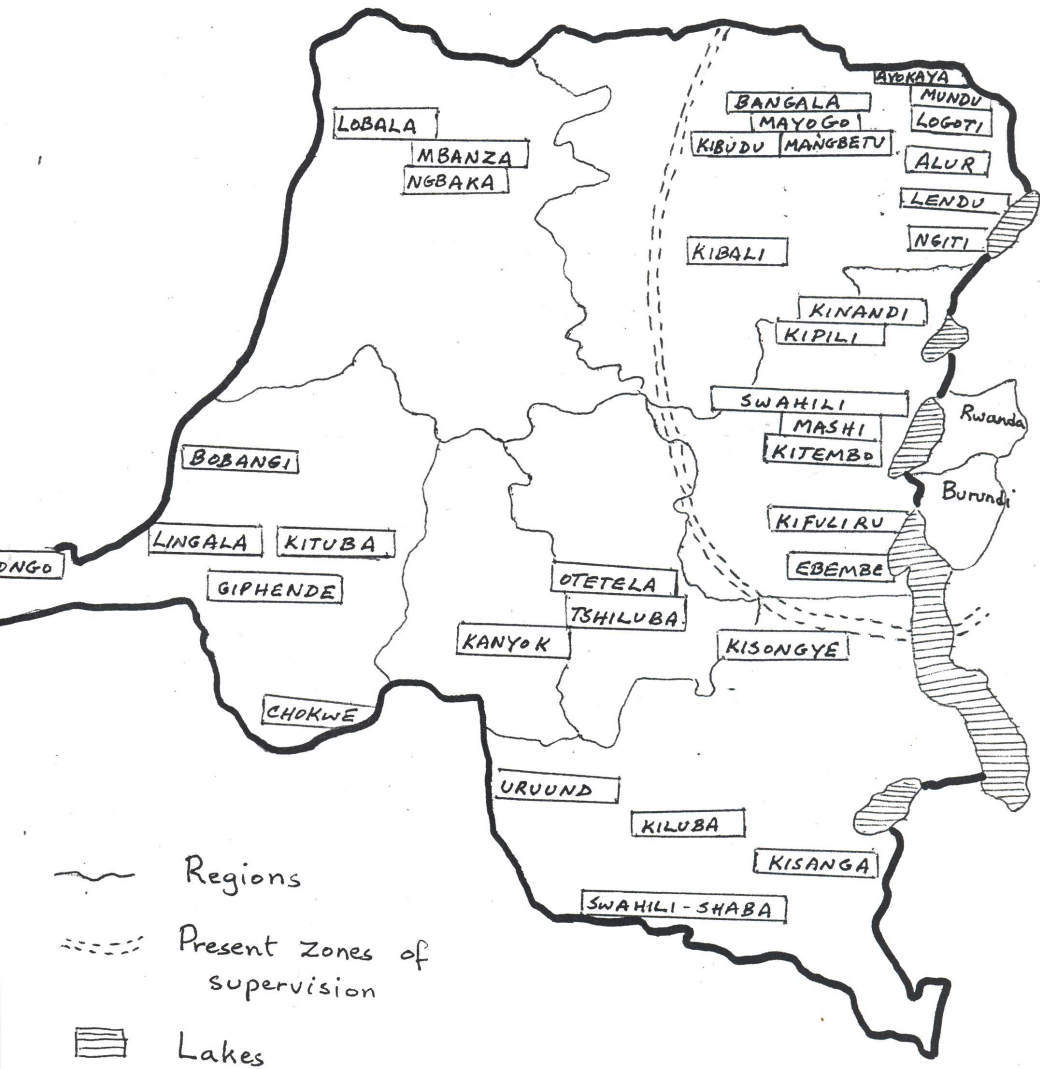 AYOKAYA
BANGALA
MUNDU
LOBALA
MAYOGO
LOGOTI
KIBUDU
MANGBETU
MBANZA
ALUR
NGBAKA
LENDU
NGITI
KIBALI
KINANDI
KIPILI
SWAHILI
Rwanda
MASHI
KITEMBO
BOBANGI
Burundi
KIFULIRU
LINGALA
KITUBA
ONGO
EBEMBE
GIPHENDE
OTETELA
TSHILUBA
KANYOK
KISONGYE
CHOKWE
URUUND
KILUBA
KISANGA
SWAHILI-SHABA
Regions
Present zones of
supervision
Lakes